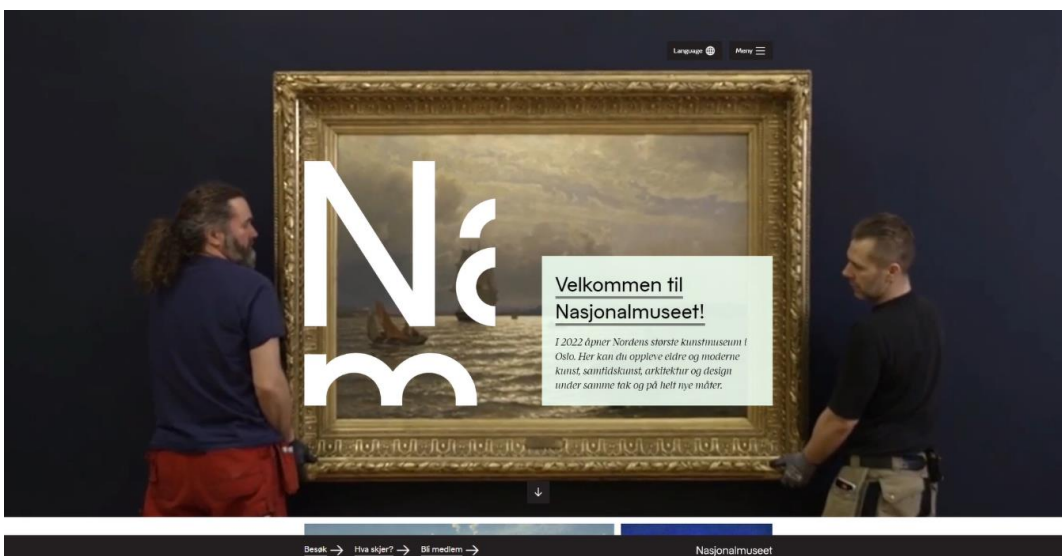 Language
Meny
Na
m
Velkommen til
Nasjonalmuseet!
I 2022 åpner Nordens største kunstmuseum i
Oslo. Her kan du oppleve eldre og moderne
kunst, samtidskunst, arkitektur og design
under samme tak og på helt nye måter.
Besøk → Hva skjer? → Bli medlem →
Nasjonalmuseet